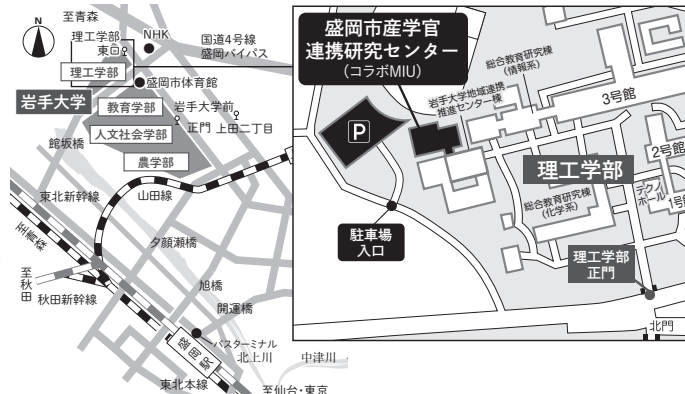 至青森
N
理工学部
東口
NHK
国道4号線
盛岡バイパス
理工学部
盛岡市体育館
岩手大学
教育学部
岩手大学前
正門
上田二丁目
人文社会学部
館坂橋
農学部
東北新幹線
山田線
至青森
夕顔瀬橋
至秋田
秋田新幹線
旭橋
開運橋
バスターミナル
盛岡駅
北上川
中津川
東北本線
至仙台・東京
盛岡市産学官
連携研究センター
(コラボMIU)
総合教育研究棟
(情報系)
岩手大学地域連携
推進センター棟
3号館
P
理工学部
2号館
テクノ
ホール
1号館
総合教育研究棟
(化学系)
駐車場
入口
理工学部
正門
北門